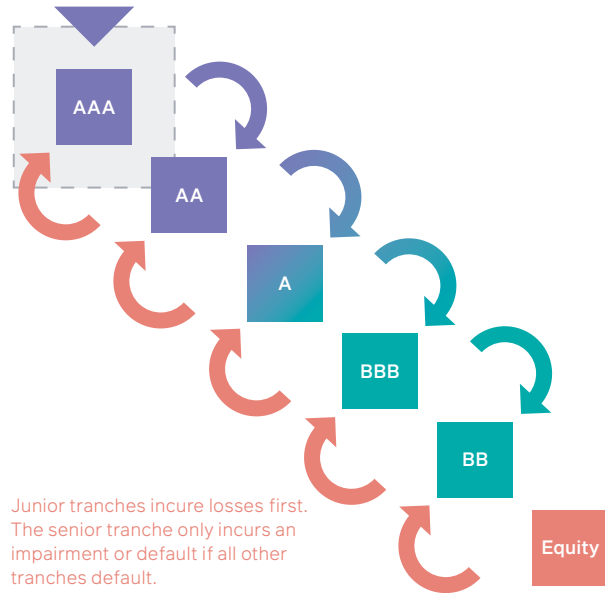 AAA
AA
A
BBB
BB
Equity
Junior tranches incure losses first.
The senior tranche only incurs an
impairment or default if all other
tranches default.